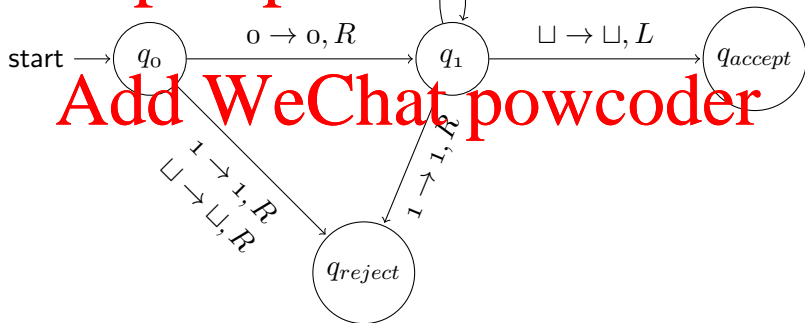 start
q₀
0 → 0, R
q₁
⊔ → ⊔, L
q_accept
Add WeChat powcoder
1 → 1, R
⊔ → ⊔, R
1 → 1, R
q_reject